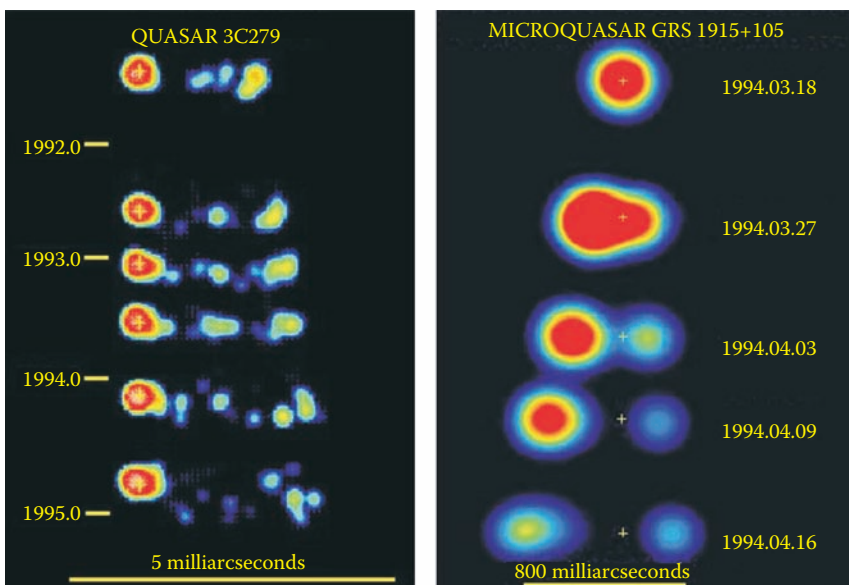 QUASAR 3C279
1992.0
1993.0
1994.0
1995.0
5 milliarcseconds
MICROQUASAR GRS 1915+105
1994.03.18
1994.03.27
1994.04.03
1994.04.09
1994.04.16
800 milliarcseconds